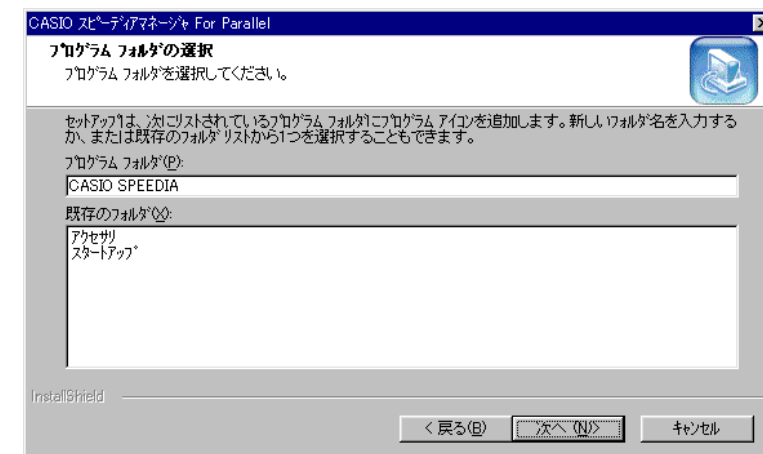 CASIO スピーディアマネージャ For Parallel
プログラム フォルダの選択
プログラム フォルダを選択してください。
セットアップは、次にリストされているプログラム フォルダにプログラム アイコンを追加します。新しいフォルダ名を入力する
か、または既存のフォルダ リストから1つを選択することもできます。
プログラム フォルダ(P):
CASIO SPEEDIA
既存のフォルダ(X):
アクセサリ
スタートアップ
InstallShield
< 戻る(B)
次へ (N)>
キャンセル